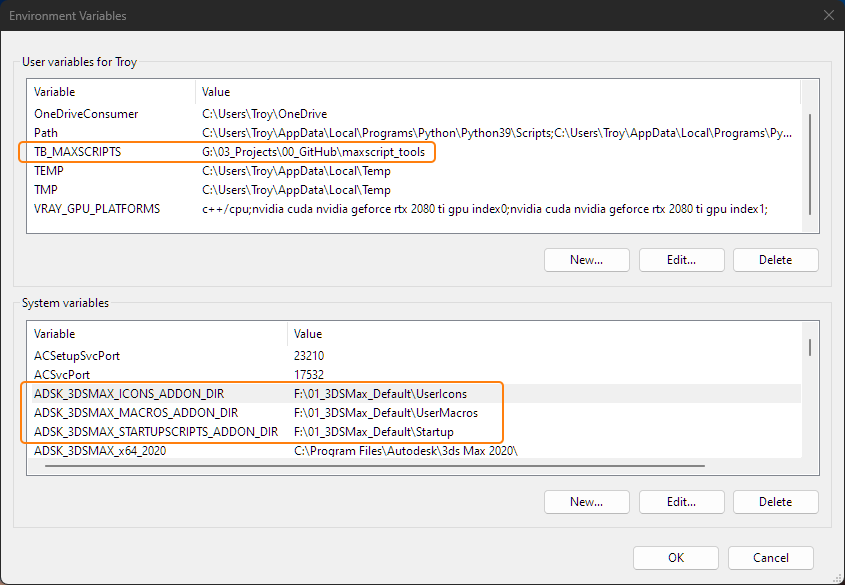 Environment Variables
User variables for Troy
Variable Value
OneDriveConsumer C:\Users\Troy\OneDrive
Path C:\Users\Troy\AppData\Local\Programs\Python\Python39\Scripts;C:\Users\Troy\AppData\Local\Programs\Py...
TB_MAXSCRIPTS G:\03_Projects\00_GitHub\maxscript_tools
TEMP C:\Users\Troy\AppData\Local\Temp
TMP C:\Users\Troy\AppData\Local\Temp
VRAY_GPU_PLATFORMS c++/cpu;nvidia cuda nvidia geforce rtx 2080 ti gpu index0;nvidia cuda nvidia geforce rtx 2080 ti gpu index1;
New... Edit... Delete
System variables
Variable Value
ACSetupSvcPort 23210
ACSvcPort 17532
ADSK_3DSMAX_ICONS_ADDON_DIR F:\01_3DSMax_Default\UserIcons
ADSK_3DSMAX_MACROS_ADDON_DIR F:\01_3DSMax_Default\UserMacros
ADSK_3DSMAX_STARTUPSCRIPTS_ADDON_DIR F:\01_3DSMax_Default\Startup
ADSK_3DSMAX_x64_2020 C:\Program Files\Autodesk\3ds Max 2020\
New... Edit... Delete
OK Cancel